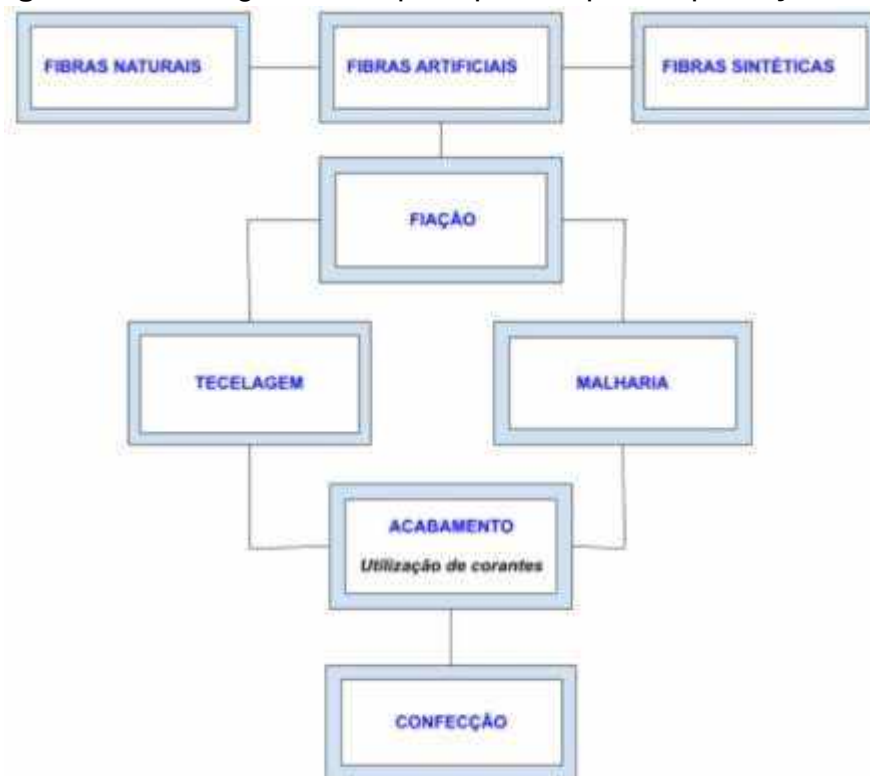 FIBRAS NATURAIS
FIBRAS ARTIFICIAIS
FIBRAS SINTÉTICAS
FIAÇÃO
TECELAGEM
MALHARIA
ACABAMENTO
Utilização de corantes
CONFECÇÃO